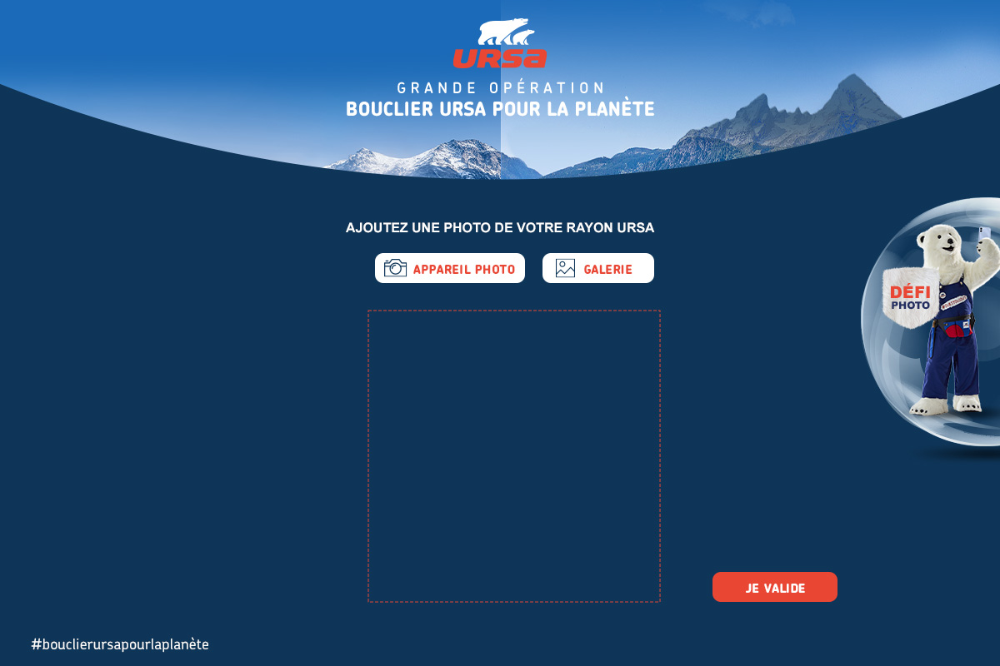 URSA
GRANDE OPÉRATION
BOUCLIER URSA POUR LA PLANÈTE
AJOUTEZ UNE PHOTO DE VOTRE RAYON URSA
APPAREIL PHOTO
GALERIE
DÉFI
PHOTO
JE VALIDE
#bouclierursapourlaplanète